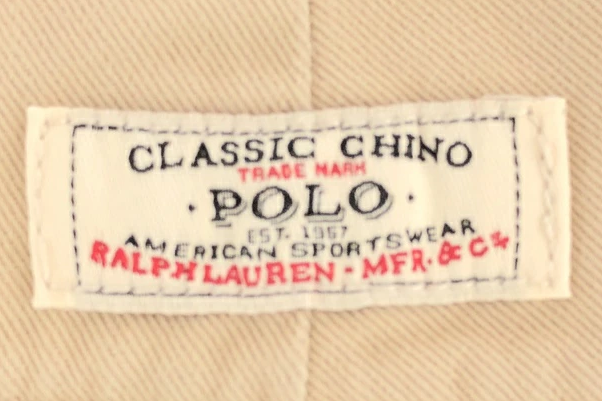 CLASSIC CHINO
TRADE MARK
· POLO ·
EST. 1967
AMERICAN SPORTSWEAR
RALPH LAUREN - MFR. & Co.